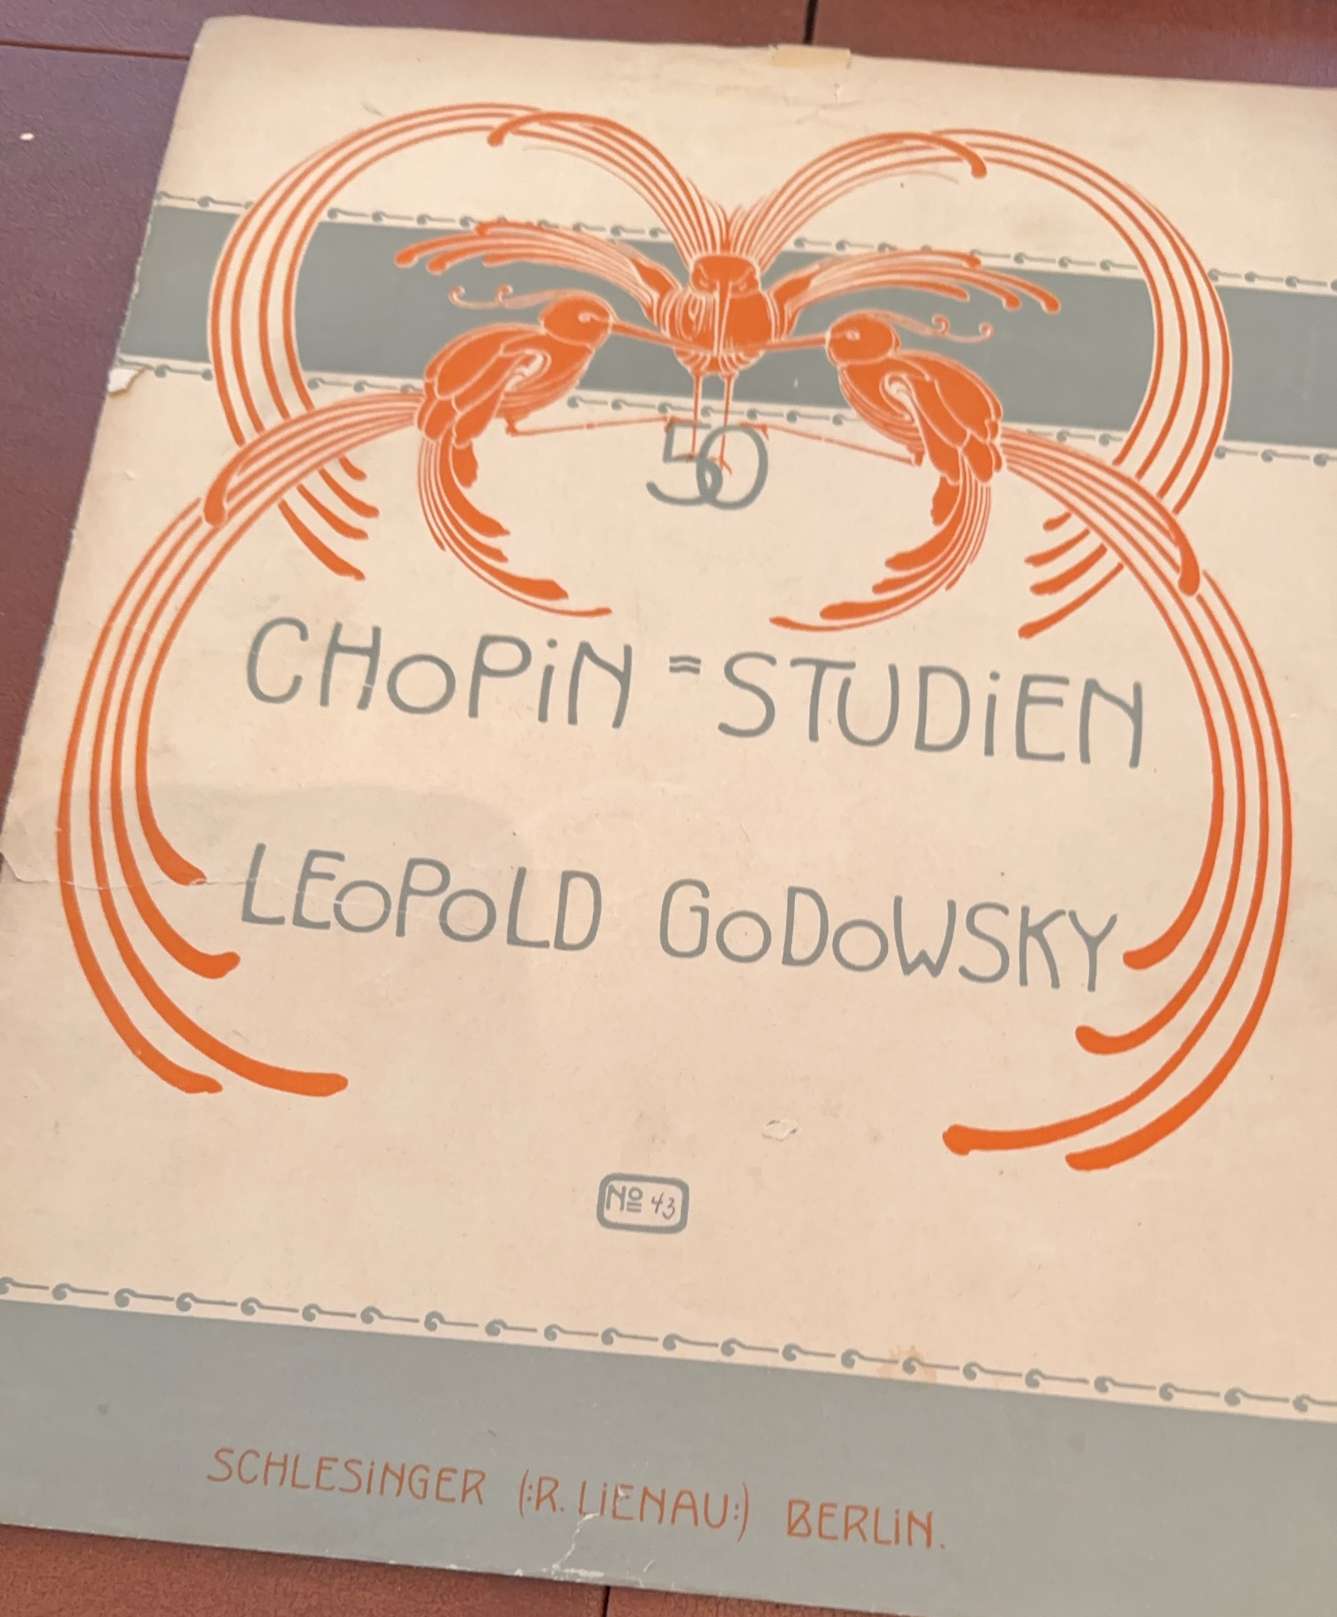 50
CHOPiN = STUDiEN
LEOPOLD GODOWSKY
No 43
SCHLESiNGER (:R. LiENAU:) BERLiN.